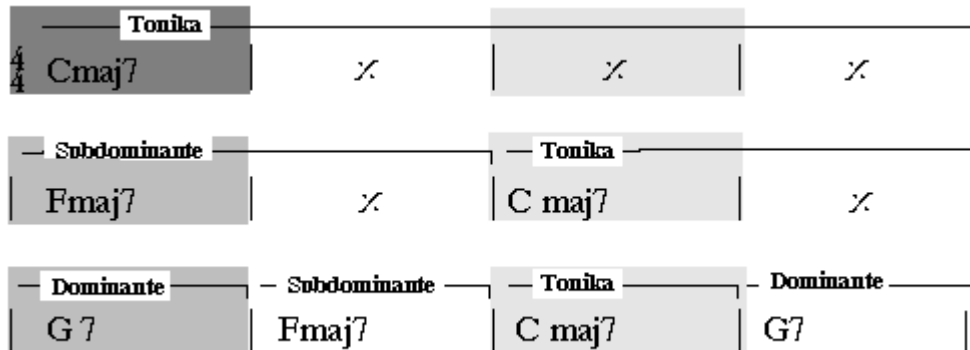 Tonika
4/4 Cmaj7 | ٪ | ٪ | ٪
Subdominante Tonika
| Fmaj7 | ٪ | C maj7 | ٪
Dominante Subdominante Tonika Dominante
| G 7 | Fmaj7 | C maj7 | G7 |